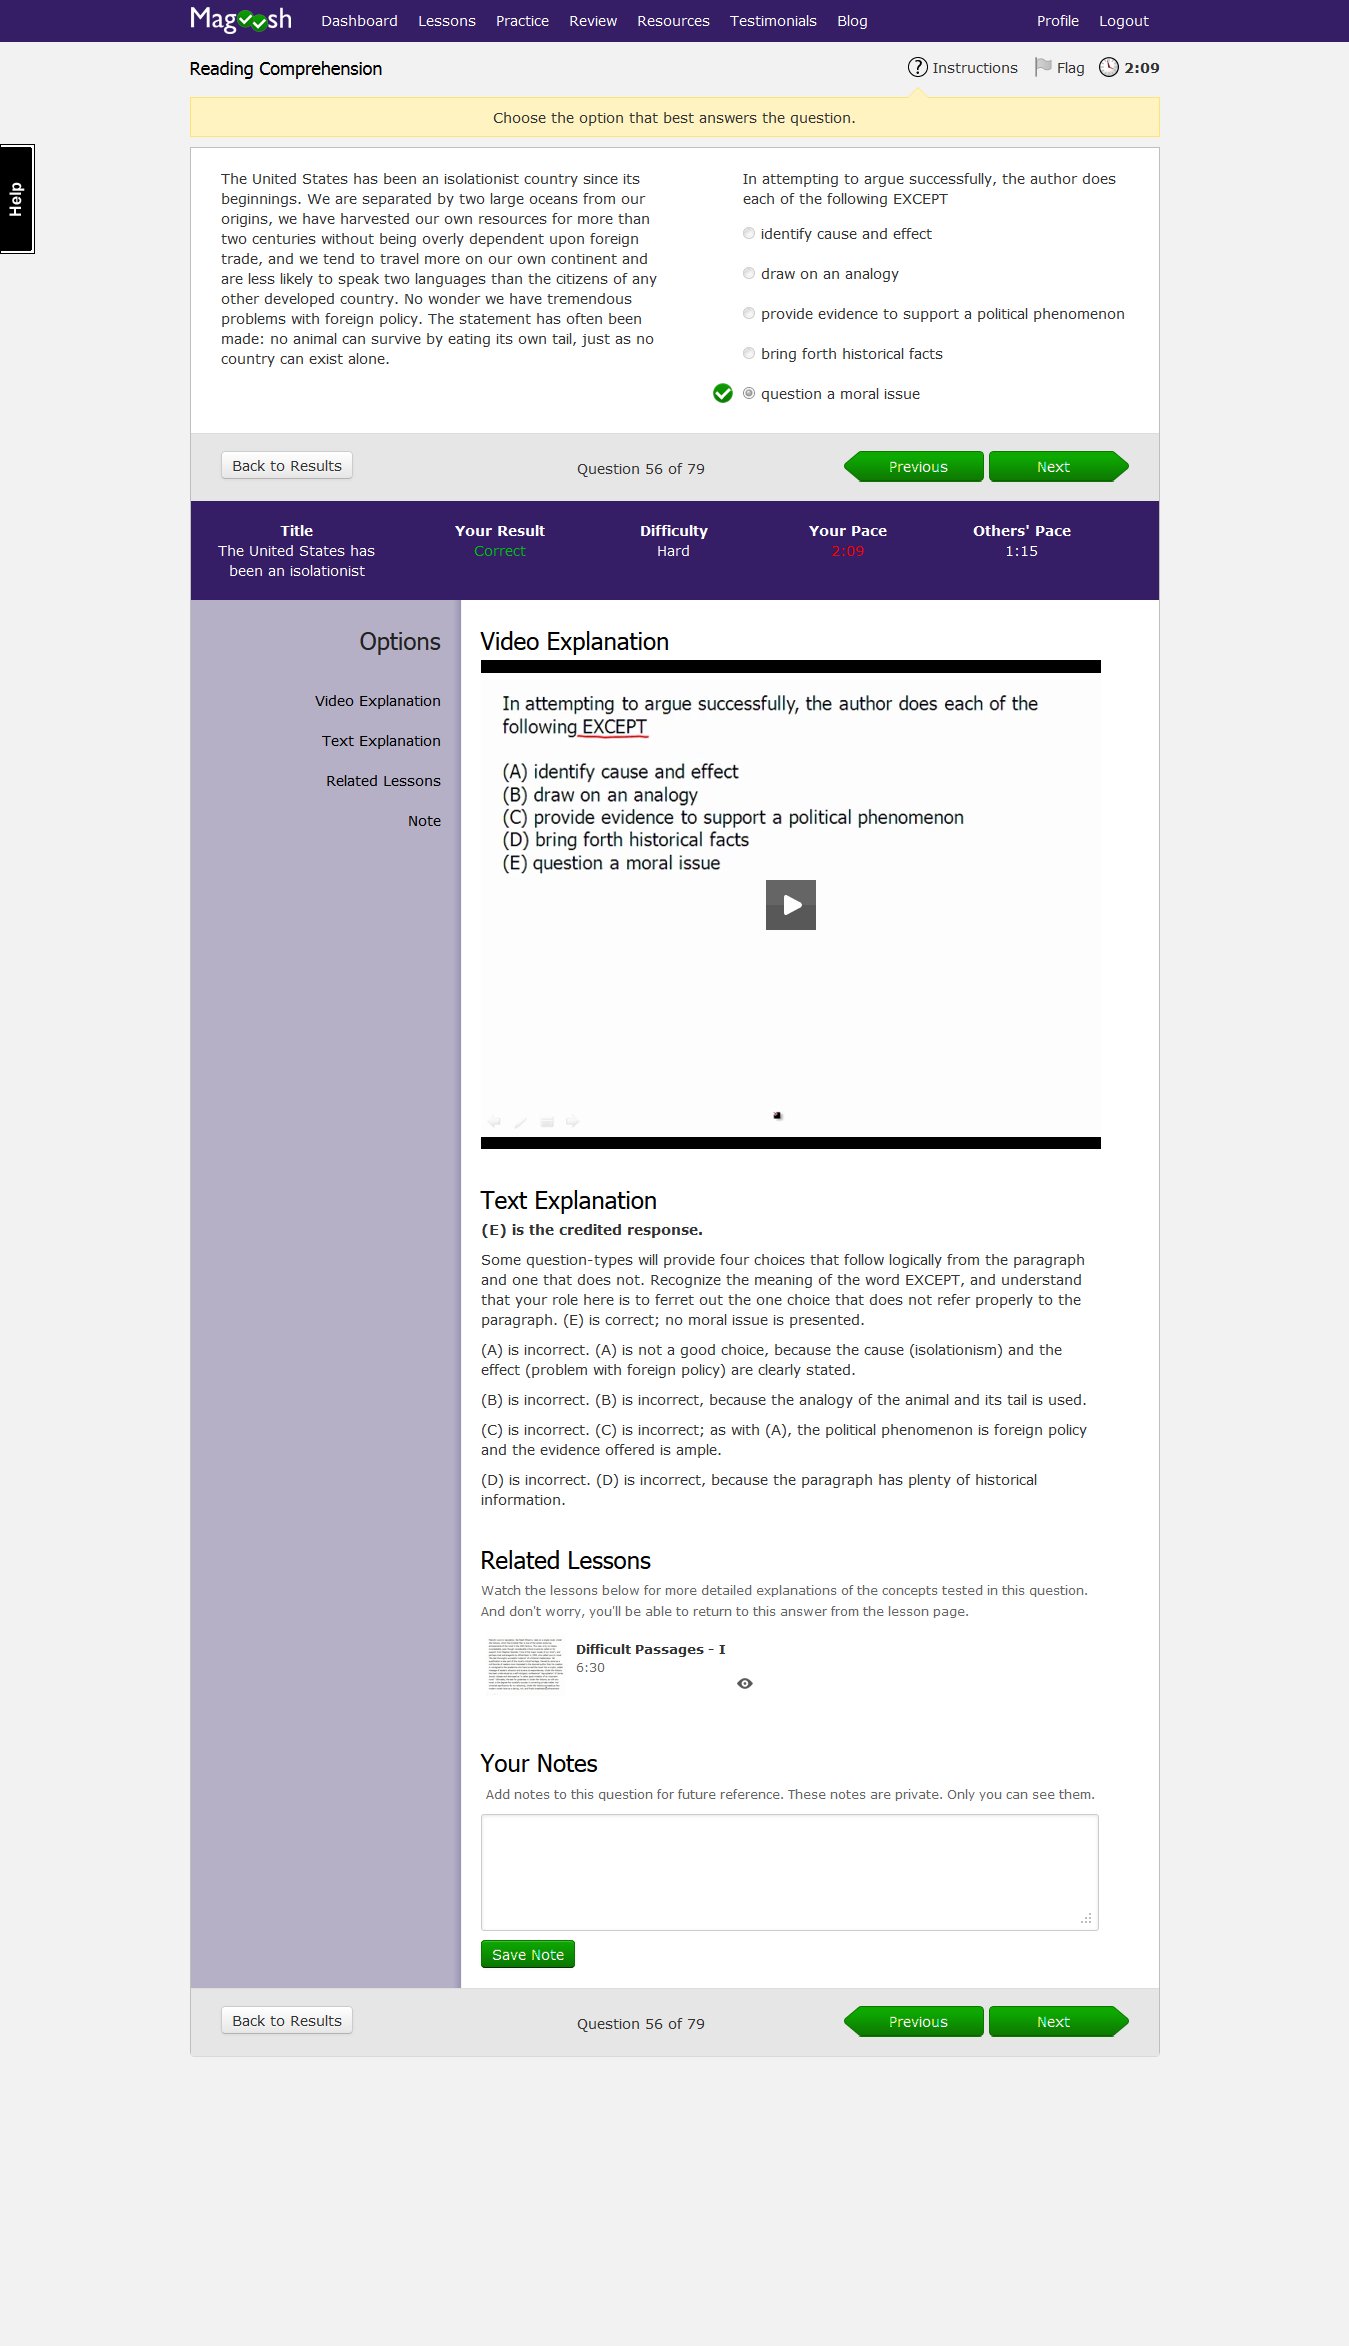 Magoosh Dashboard Lessons Practice Review Resources Testimonials Blog Profile Logout
Reading Comprehension Instructions Flag 2:09
Choose the option that best answers the question.
Help
The United States has been an isolationist country since its
beginnings. We are separated by two large oceans from our
origins, we have harvested our own resources for more than
two centuries without being overly dependent upon foreign
trade, and we tend to travel more on our own continent and
are less likely to speak two languages than the citizens of any
other developed country. No wonder we have tremendous
problems with foreign policy. The statement has often been
made: no animal can survive by eating its own tail, just as no
country can exist alone.
In attempting to argue successfully, the author does
each of the following EXCEPT
identify cause and effect
draw on an analogy
provide evidence to support a political phenomenon
bring forth historical facts
question a moral issue
Back to Results Question 56 of 79 Previous Next
Title Your Result Difficulty Your Pace Others' Pace
The United States has Correct Hard 2:09 1:15
been an isolationist
Options
Video Explanation
Text Explanation
Related Lessons
Note
Video Explanation
In attempting to argue successfully, the author does each of the
following EXCEPT
(A) identify cause and effect
(B) draw on an analogy
(C) provide evidence to support a political phenomenon
(D) bring forth historical facts
(E) question a moral issue
Text Explanation
(E) is the credited response.
Some question-types will provide four choices that follow logically from the paragraph
and one that does not. Recognize the meaning of the word EXCEPT, and understand
that your role here is to ferret out the one choice that does not refer properly to the
paragraph. (E) is correct; no moral issue is presented.
(A) is incorrect. (A) is not a good choice, because the cause (isolationism) and the
effect (problem with foreign policy) are clearly stated.
(B) is incorrect. (B) is incorrect, because the analogy of the animal and its tail is used.
(C) is incorrect. (C) is incorrect; as with (A), the political phenomenon is foreign policy
and the evidence offered is ample.
(D) is incorrect. (D) is incorrect, because the paragraph has plenty of historical
information.
Related Lessons
Watch the lessons below for more detailed explanations of the concepts tested in this question.
And don't worry, you'll be able to return to this answer from the lesson page.
Difficult Passages - I
6:30
Your Notes
Add notes to this question for future reference. These notes are private. Only you can see them.
Save Note
Back to Results Question 56 of 79 Previous Next